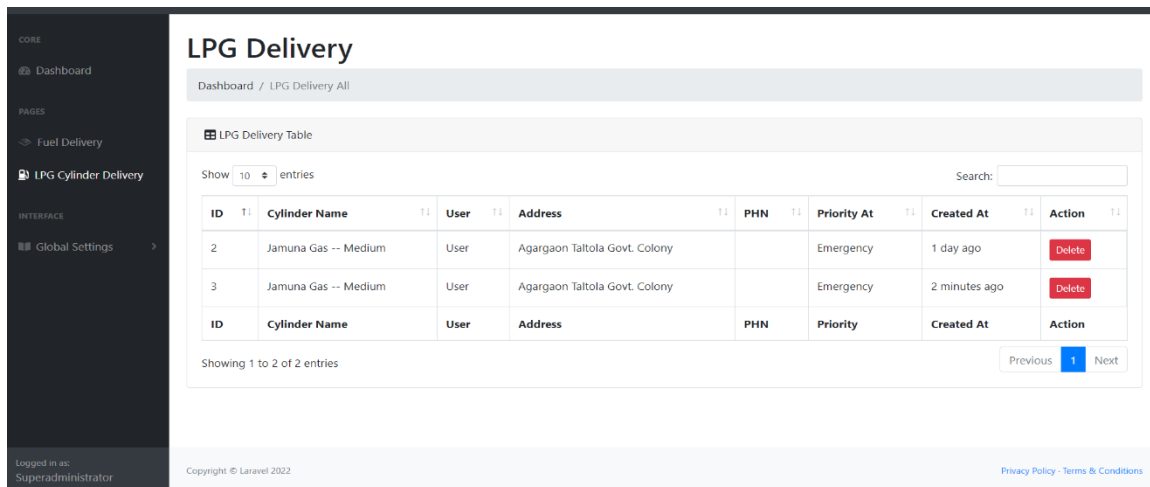 CORE
Dashboard
PAGES
Fuel Delivery
LPG Cylinder Delivery
INTERFACE
Global Settings
Logged in as:
Superadministrator
LPG Delivery
Dashboard / LPG Delivery All
LPG Delivery Table
Show 10 entries Search:
ID Cylinder Name User Address PHN Priority At Created At Action
2 Jamuna Gas -- Medium User Agargaon Taltola Govt. Colony Emergency 1 day ago Delete
3 Jamuna Gas -- Medium User Agargaon Taltola Govt. Colony Emergency 2 minutes ago Delete
ID Cylinder Name User Address PHN Priority Created At Action
Showing 1 to 2 of 2 entries Previous 1 Next
Copyright © Laravel 2022 Privacy Policy · Terms & Conditions